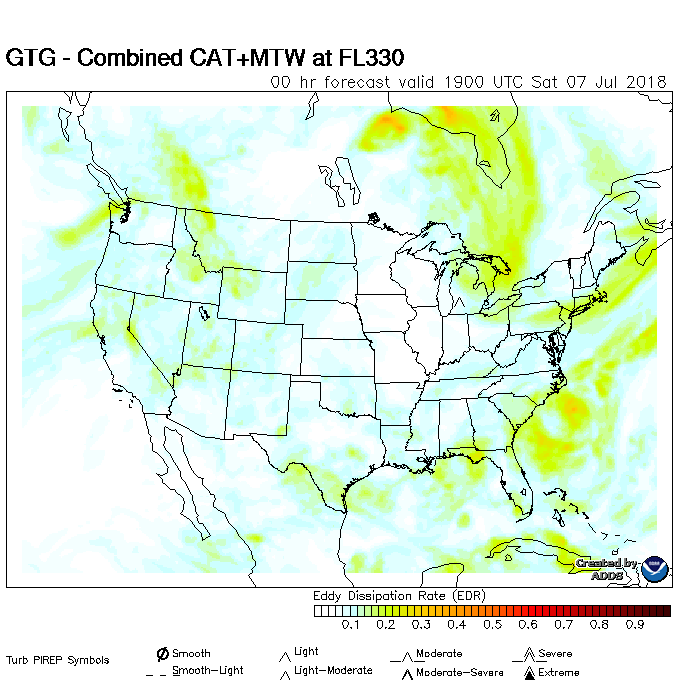 GTG - Combined CAT+MTW at FL330
00 hr forecast valid 1900 UTC Sat 07 Jul 2018
Created by
ADDS
Eddy Dissipation Rate (EDR)
0.1 0.2 0.3 0.4 0.5 0.6 0.7 0.8 0.9
Turb PIREP Symbols
Smooth Light Moderate Severe
Smooth-Light Light-Moderate Moderate-Severe Extreme